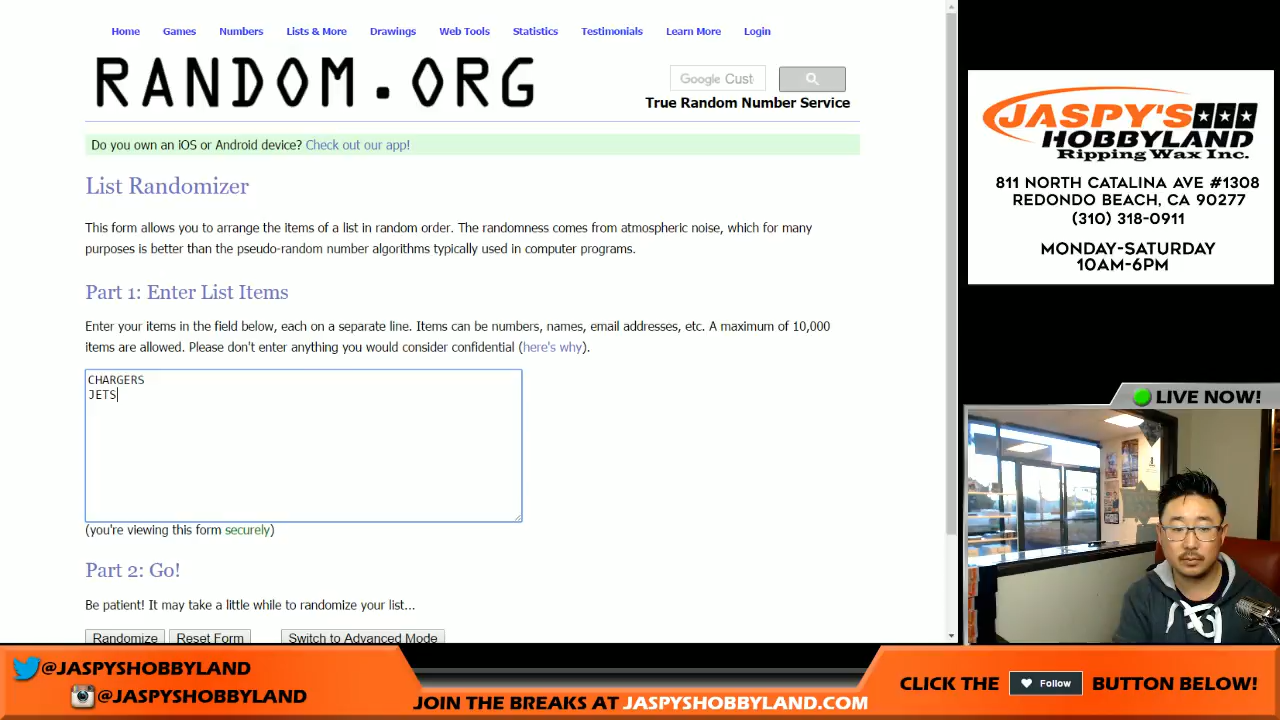 Home Games Numbers Lists & More Drawings Web Tools Statistics Testimonials Learn More Login
RANDOM.ORG
Google Cust
True Random Number Service
Do you own an iOS or Android device? Check out our app!
List Randomizer
This form allows you to arrange the items of a list in random order. The randomness comes from atmospheric noise, which for many
purposes is better than the pseudo-random number algorithms typically used in computer programs.
Part 1: Enter List Items
Enter your items in the field below, each on a separate line. Items can be numbers, names, email addresses, etc. A maximum of 10,000
items are allowed. Please don't enter anything you would consider confidential (here's why).
CHARGERS
JETS
(you're viewing this form securely)
Part 2: Go!
Be patient! It may take a little while to randomize your list...
Randomize Reset Form Switch to Advanced Mode
JASPY'S
HOBBYLAND
Ripping Wax Inc.
811 NORTH CATALINA AVE #1308
REDONDO BEACH, CA 90277
(310) 318-0911
MONDAY-SATURDAY
10AM-6PM
LIVE NOW!
@JASPYSHOBBYLAND
@JASPYSHOBBYLAND
JOIN THE BREAKS AT JASPYSHOBBYLAND.COM
CLICK THE Follow BUTTON BELOW!